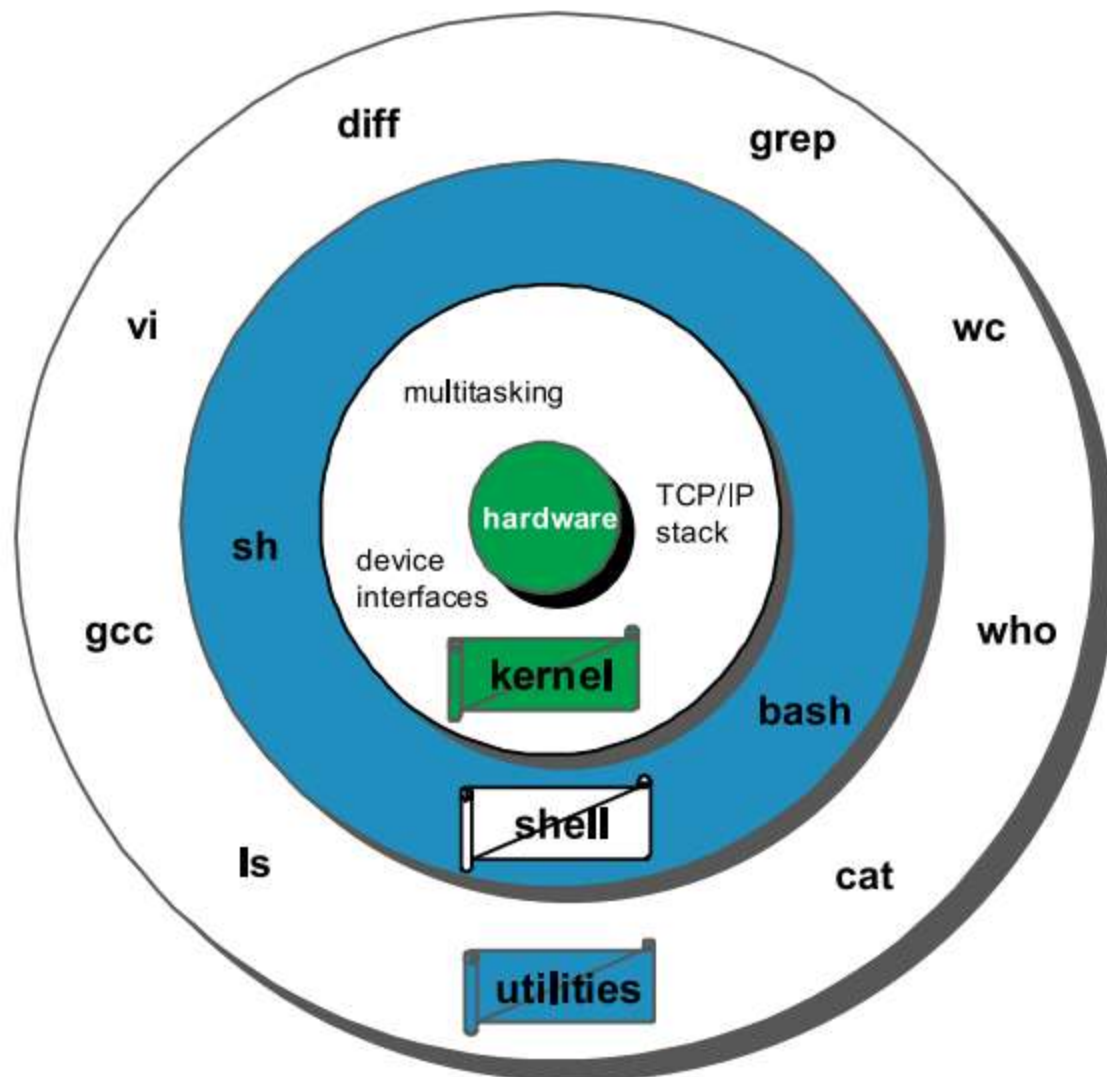 diff
grep
vi
wc
multitasking
hardware
TCP/IP
stack
sh
device
interfaces
gcc
who
kernel
bash
shell
ls
cat
utilities